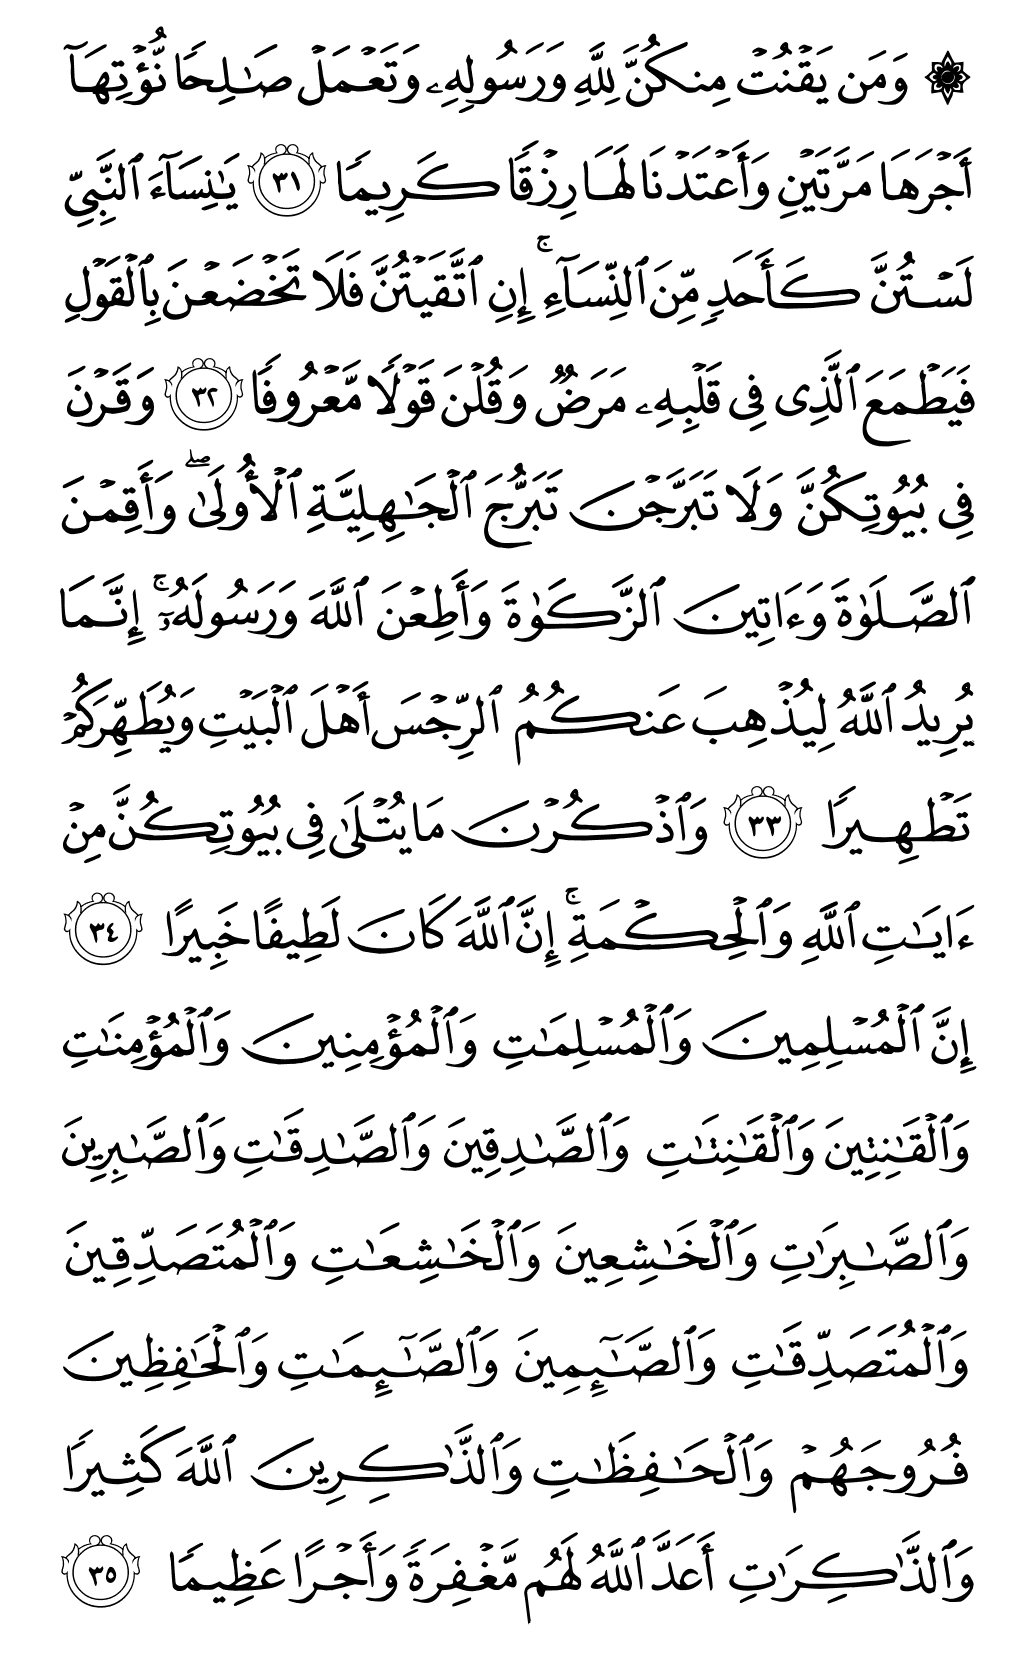 ۞ وَمَن يَقۡنُتۡ مِنكُنَّ لِلَّهِ وَرَسُولِهِۦ وَتَعۡمَلۡ صَٰلِحٗا نُّؤۡتِهَآ
أَجۡرَهَا مَرَّتَيۡنِ وَأَعۡتَدۡنَا لَهَا رِزۡقٗا كَرِيمٗا ٣١ يَٰنِسَآءَ ٱلنَّبِيِّ
لَسۡتُنَّ كَأَحَدٖ مِّنَ ٱلنِّسَآءِ إِنِ ٱتَّقَيۡتُنَّۚ فَلَا تَخۡضَعۡنَ بِٱلۡقَوۡلِ
فَيَطۡمَعَ ٱلَّذِي فِي قَلۡبِهِۦ مَرَضٞ وَقُلۡنَ قَوۡلٗا مَّعۡرُوفٗا ٣٢ وَقَرۡنَ
فِي بُيُوتِكُنَّ وَلَا تَبَرَّجۡنَ تَبَرُّجَ ٱلۡجَٰهِلِيَّةِ ٱلۡأُولَىٰۖ وَأَقِمۡنَ
ٱلصَّلَوٰةَ وَءَاتِينَ ٱلزَّكَوٰةَ وَأَطِعۡنَ ٱللَّهَ وَرَسُولَهُۥٓۚ إِنَّمَا
يُرِيدُ ٱللَّهُ لِيُذۡهِبَ عَنكُمُ ٱلرِّجۡسَ أَهۡلَ ٱلۡبَيۡتِ وَيُطَهِّرَكُمۡ
تَطۡهِيرٗا ٣٣ وَٱذۡكُرۡنَ مَا يُتۡلَىٰ فِي بُيُوتِكُنَّ مِنۡ
ءَايَٰتِ ٱللَّهِ وَٱلۡحِكۡمَةِۚ إِنَّ ٱللَّهَ كَانَ لَطِيفًا خَبِيرًا ٣٤
إِنَّ ٱلۡمُسۡلِمِينَ وَٱلۡمُسۡلِمَٰتِ وَٱلۡمُؤۡمِنِينَ وَٱلۡمُؤۡمِنَٰتِ
وَٱلۡقَٰنِتِينَ وَٱلۡقَٰنِتَٰتِ وَٱلصَّٰدِقِينَ وَٱلصَّٰدِقَٰتِ وَٱلصَّٰبِرِينَ
وَٱلصَّٰبِرَٰتِ وَٱلۡخَٰشِعِينَ وَٱلۡخَٰشِعَٰتِ وَٱلۡمُتَصَدِّقِينَ
وَٱلۡمُتَصَدِّقَٰتِ وَٱلصَّٰٓئِمِينَ وَٱلصَّٰٓئِمَٰتِ وَٱلۡحَٰفِظِينَ
فُرُوجَهُمۡ وَٱلۡحَٰفِظَٰتِ وَٱلذَّٰكِرِينَ ٱللَّهَ كَثِيرٗا
وَٱلذَّٰكِرَٰتِ أَعَدَّ ٱللَّهُ لَهُم مَّغۡفِرَةٗ وَأَجۡرًا عَظِيمٗا ٣٥